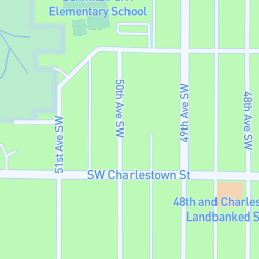 Elementary School
50th Ave SW
49th Ave SW
48th Ave SW
51st Ave SW
SW Charlestown St
48th and Charles
Landbanked S